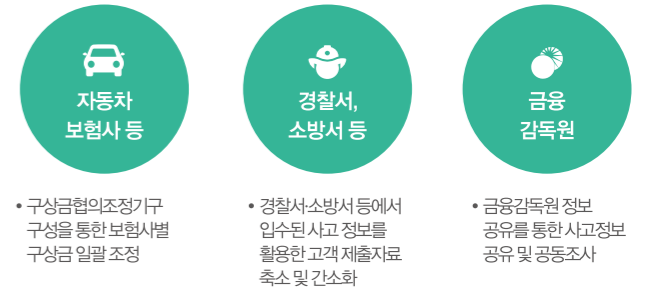 자동차
보험사 등
• 구상금협의조정기구
구성을 통한 보험사별
구상금 일괄 조정
경찰서,
소방서 등
• 경찰서·소방서 등에서
입수된 사고 정보를
활용한 고객 제출자료
축소 및 간소화
금융
감독원
• 금융감독원 정보
공유를 통한 사고정보
공유 및 공동조사